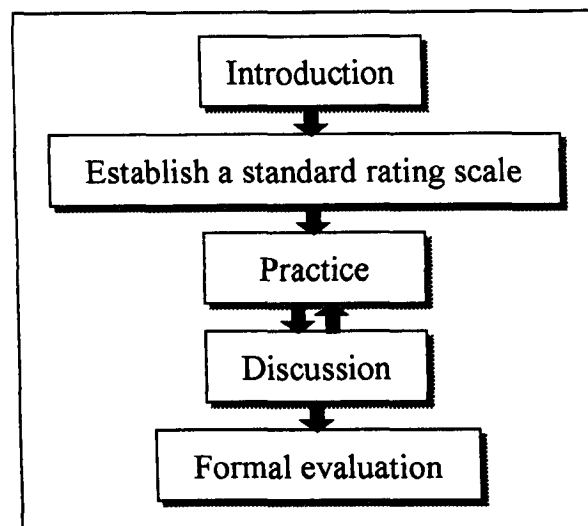 Introduction
Establish a standard rating scale
Practice
Discussion
Formal evaluation